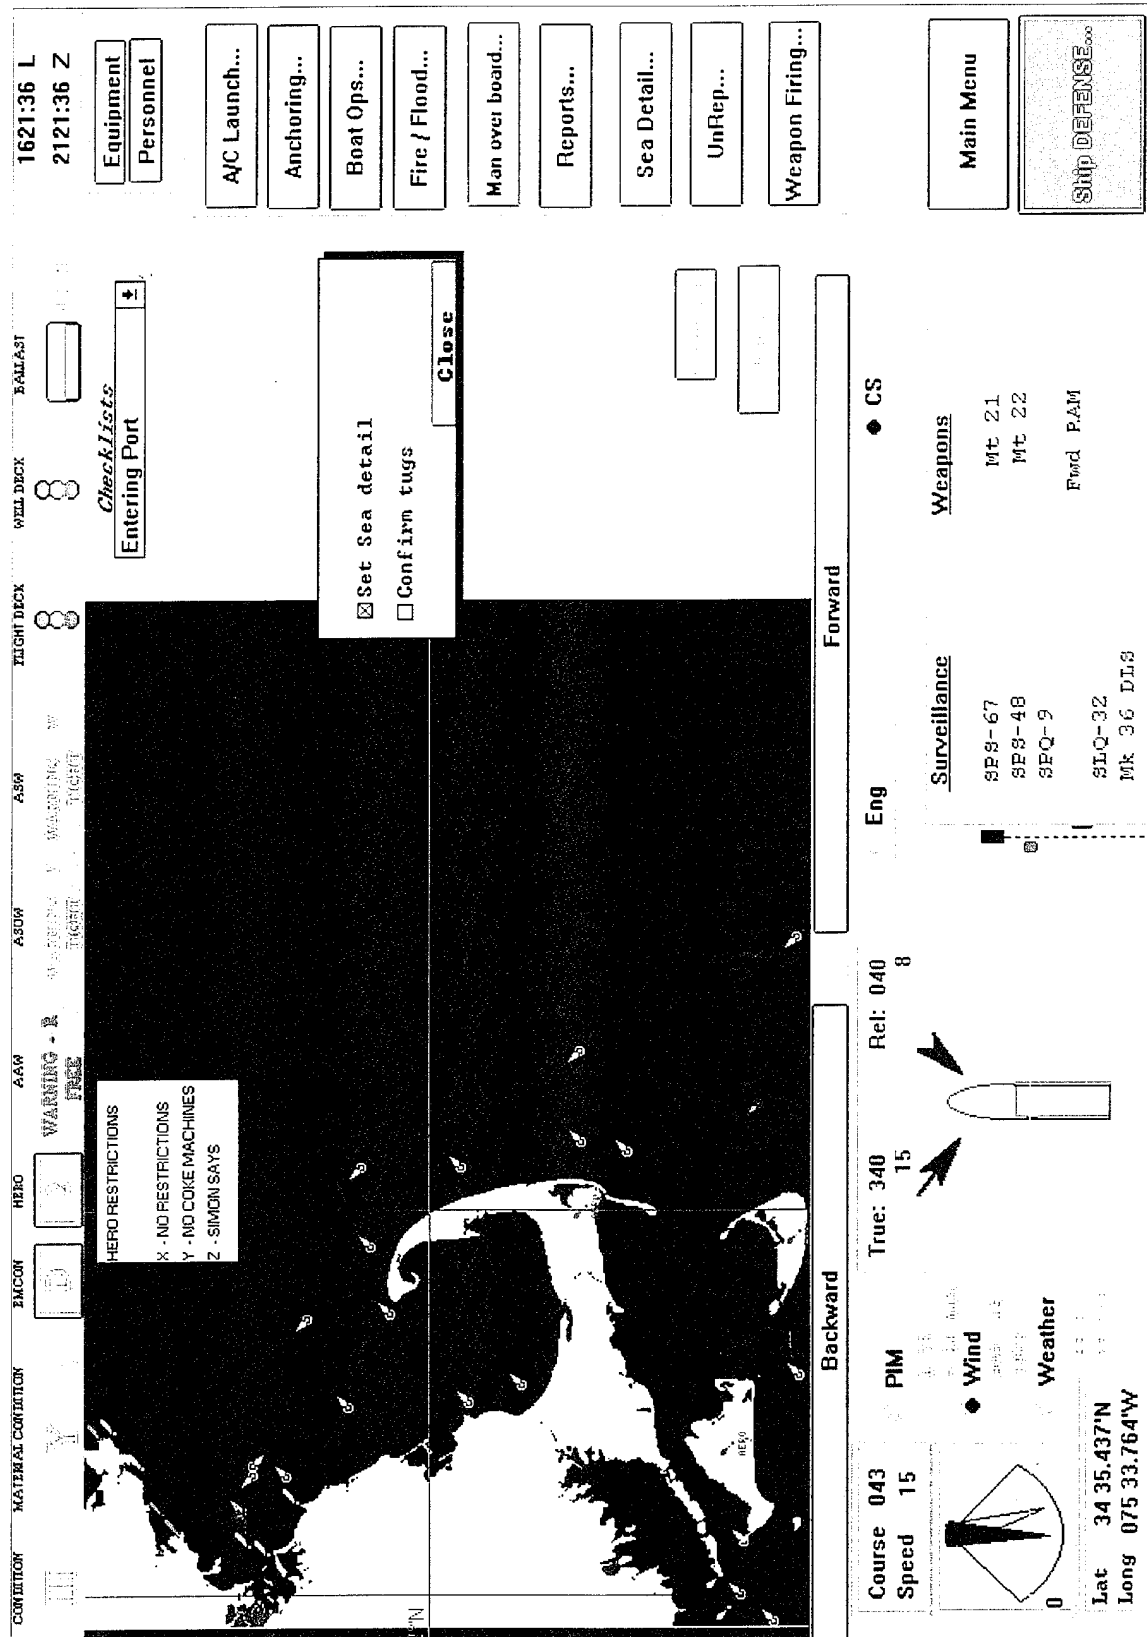 CONDITION MATERIAL CONDITION EMCON HERO AAW ASUW ASW FLIGHT DECK WELL DECK BALLAST
III Y D 2 WARNING - R
FREE
WARNING
TIGHT
1621:36 L
2121:36 Z
Equipment
Personnel
HERO RESTRICTIONS
X - NO RESTRICTIONS
Y - NO COKE MACHINES
Z - SIMON SAYS
Checklists
Entering Port
A/C Launch...
Anchoring...
Boat Ops...
Fire / Flood...
Man over board...
Reports...
Sea Detail...
UnRep...
Weapon Firing...
Set Sea detail
Confirm tugs
Close
HERO
Backward
Forward
Course 043
Speed 15
PIM
Wind
Weather
True: 340
15
Rel: 040
8
Eng
CS
0
Lat 34 35.437'N
Long 075 33.764'W
Surveillance
SPS-67
SPS-48
SPQ-9
SLQ-32
Mk 36 DLS
Weapons
Mt 21
Mt 22
Fwd RAM
Main Menu
Ship DEFENSE...